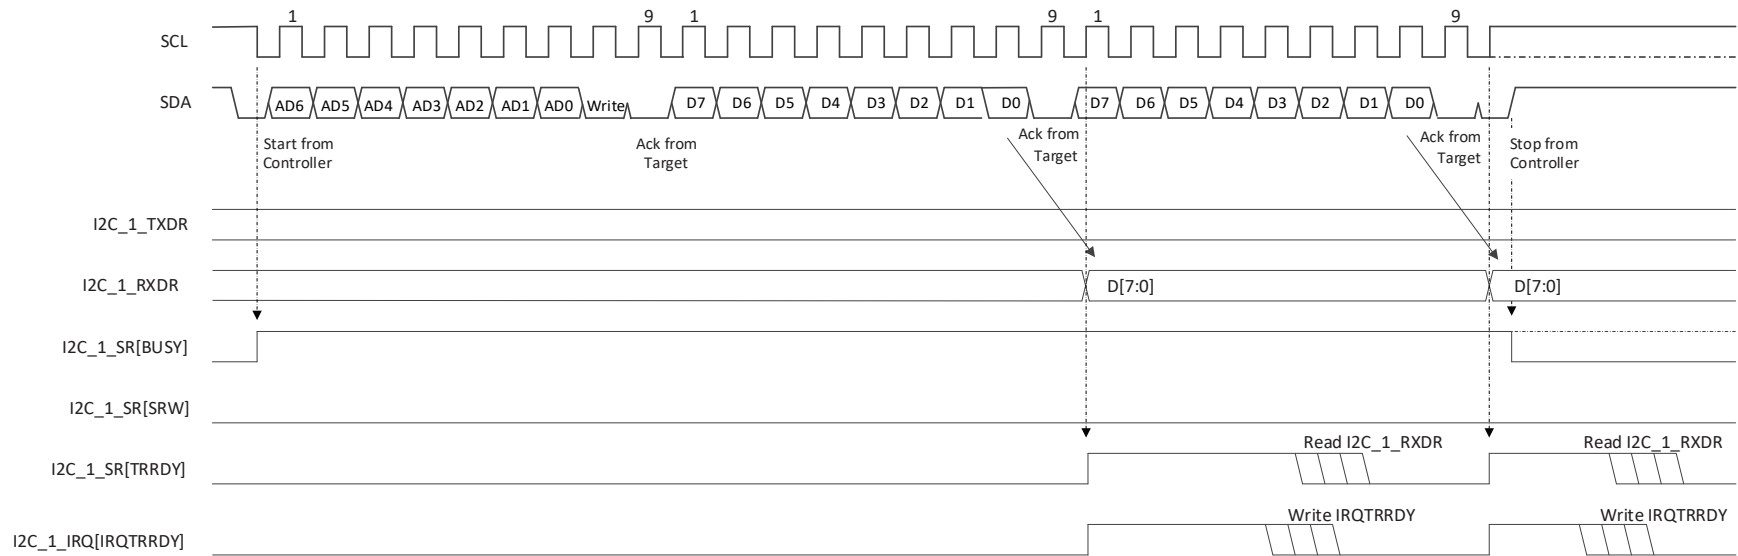 1 9 1 9 1 9
SCL
SDA AD6 AD5 AD4 AD3 AD2 AD1 AD0 Write D7 D6 D5 D4 D3 D2 D1 D0 D7 D6 D5 D4 D3 D2 D1 D0
Start from
Controller
Ack from
Target
Ack from
Target
Ack from
Target
Stop from
Controller
I2C_1_TXDR
I2C_1_RXDR D[7:0] D[7:0]
I2C_1_SR[BUSY]
I2C_1_SR[SRW]
Read I2C_1_RXDR Read I2C_1_RXDR
I2C_1_SR[TRRDY]
Write IRQTRRDY Write IRQTRRDY
I2C_1_IRQ[IRQTRRDY]